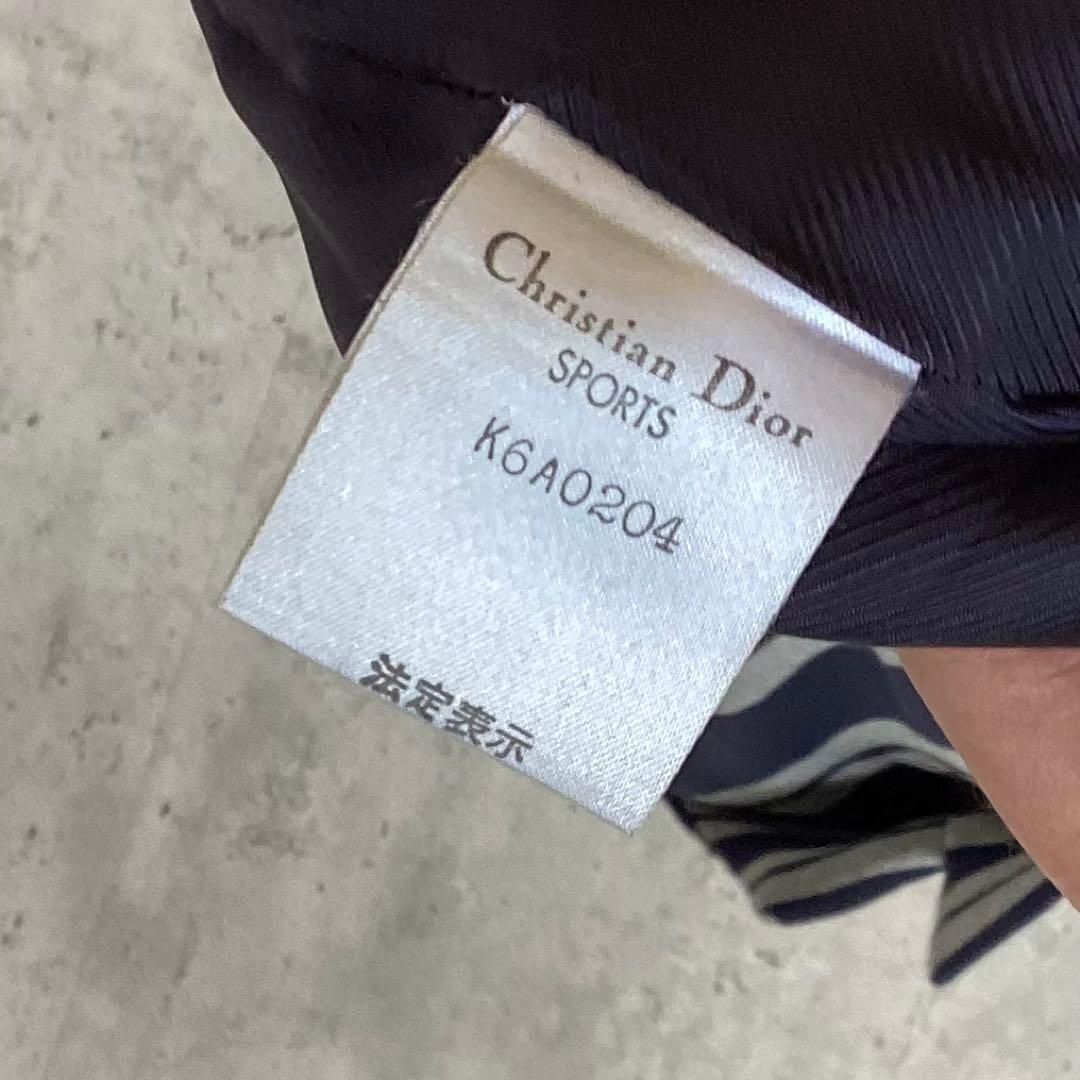 Christian Dior
SPORTS
K6A0204
法定表示